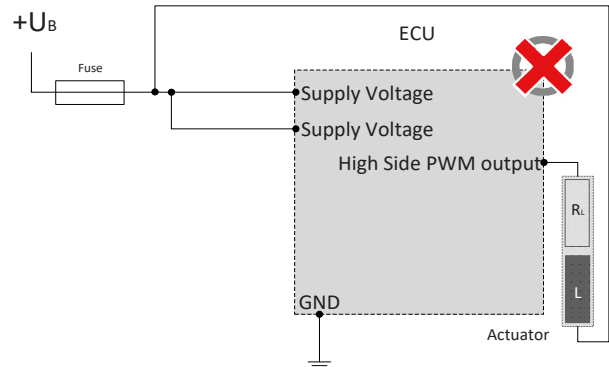 +UB
ECU
Fuse
Supply Voltage
Supply Voltage
High Side PWM output
RL
L
GND
Actuator